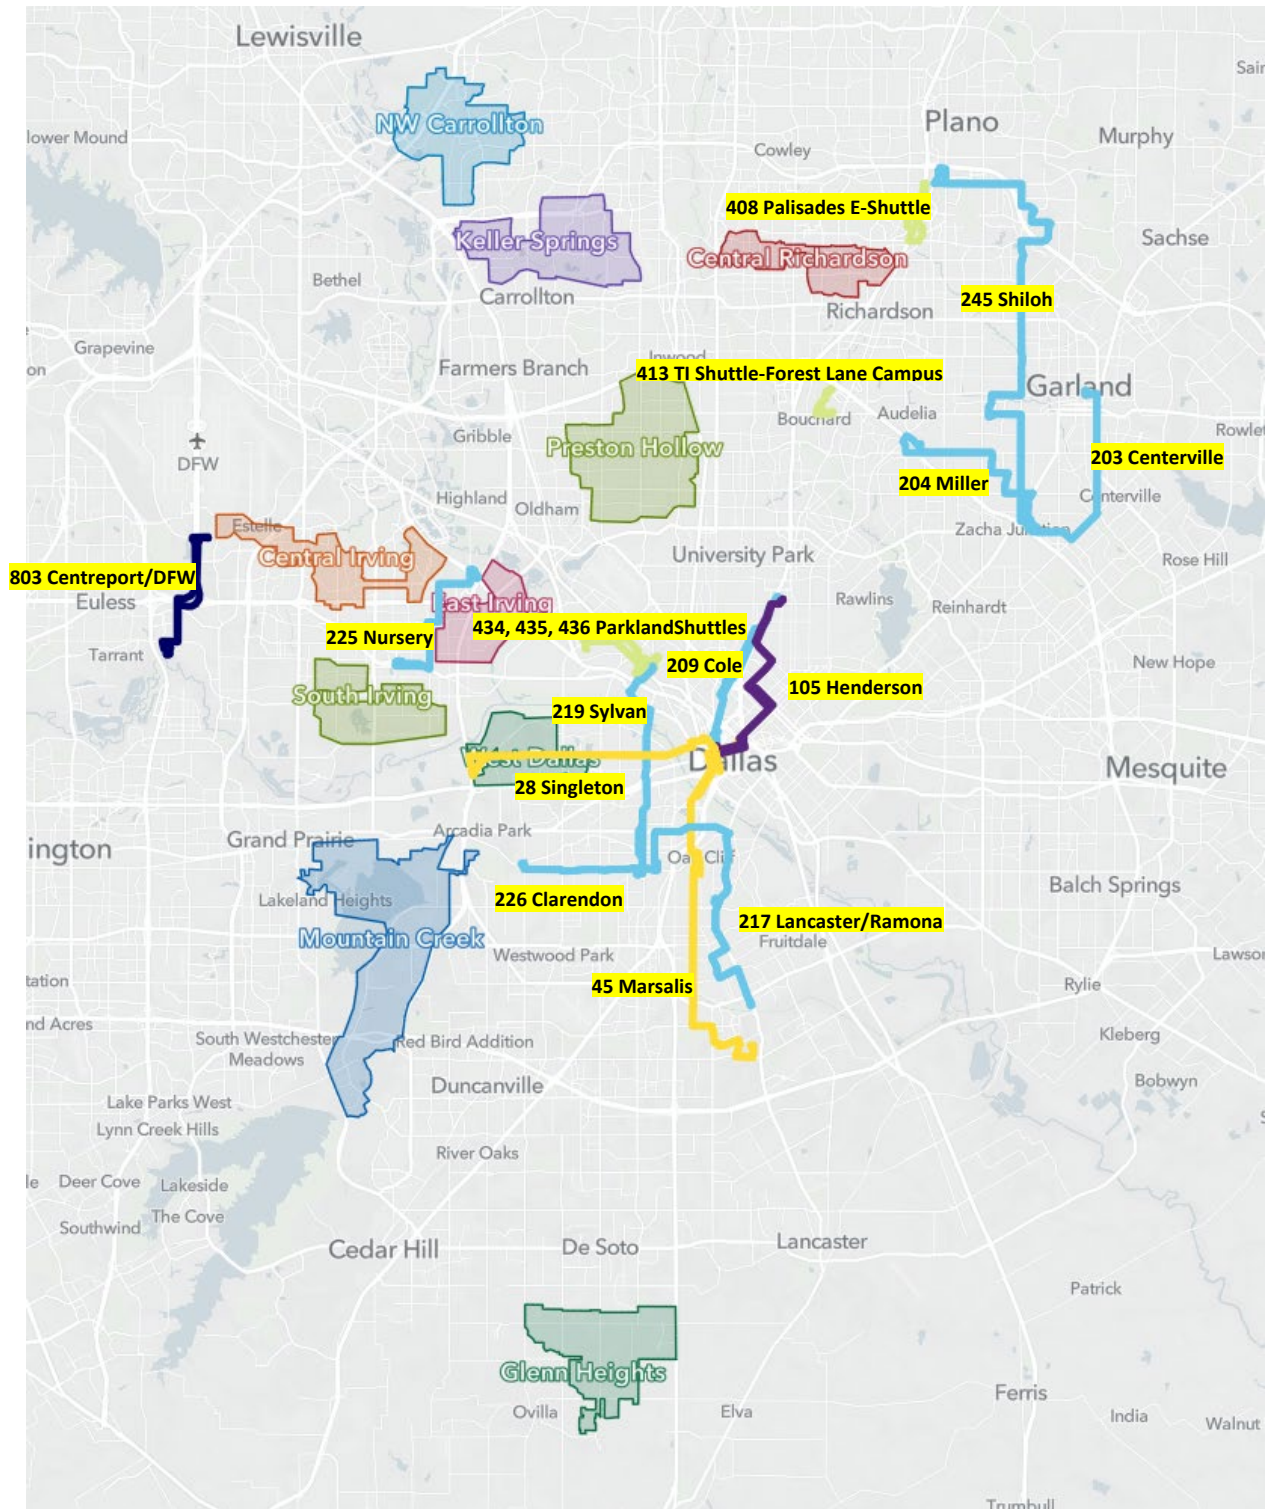 Lewisville
Sair
Plano
NW Carrollton
lower Mound
Murphy
Cowley
408 Palisades E-Shuttle
Keller Springs
Sachse
Central Richardson
Bethel
Carrollton
245 Shiloh
Richardson
Grapevine
Inwood
on
Farmers Branch
413 TI Shuttle-Forest Lane Campus
Garland
Bouchard
Audelia
Gribble
Rowlet
Preston Hollow
203 Centerville
DFW
204 Miller
Highland
Centerville
Oldham
Estelle
Zacha Junction
Central Irving
University Park
Rose Hill
803 Centreport/DFW
Euless
East Irving
Rawlins
Reinhardt
225 Nursery
434, 435, 436 ParklandShuttles
Tarrant
209 Cole
New Hope
105 Henderson
South Irving
219 Sylvan
West Dallas
Dallas
Mesquite
28 Singleton
Grand Prairie
Arcadia Park
ington
Oak Cliff
Balch Springs
Lakeland Heights
226 Clarendon
217 Lancaster/Ramona
Mountain Creek
Fruitdale
Westwood Park
Lawson
tation
45 Marsalis
Rylie
nd Acres
South Westchester
Meadows
Red Bird Addition
Kleberg
Duncanville
Bobwyn
Lake Parks West
Lynn Creek Hills
River Oaks
le
Deer Cove
Lakeside
Southwind
The Cove
Cedar Hill
De Soto
Lancaster
Patrick
Glenn Heights
Ferris
Ovilla
Elva
India
Walnut
Trumbull